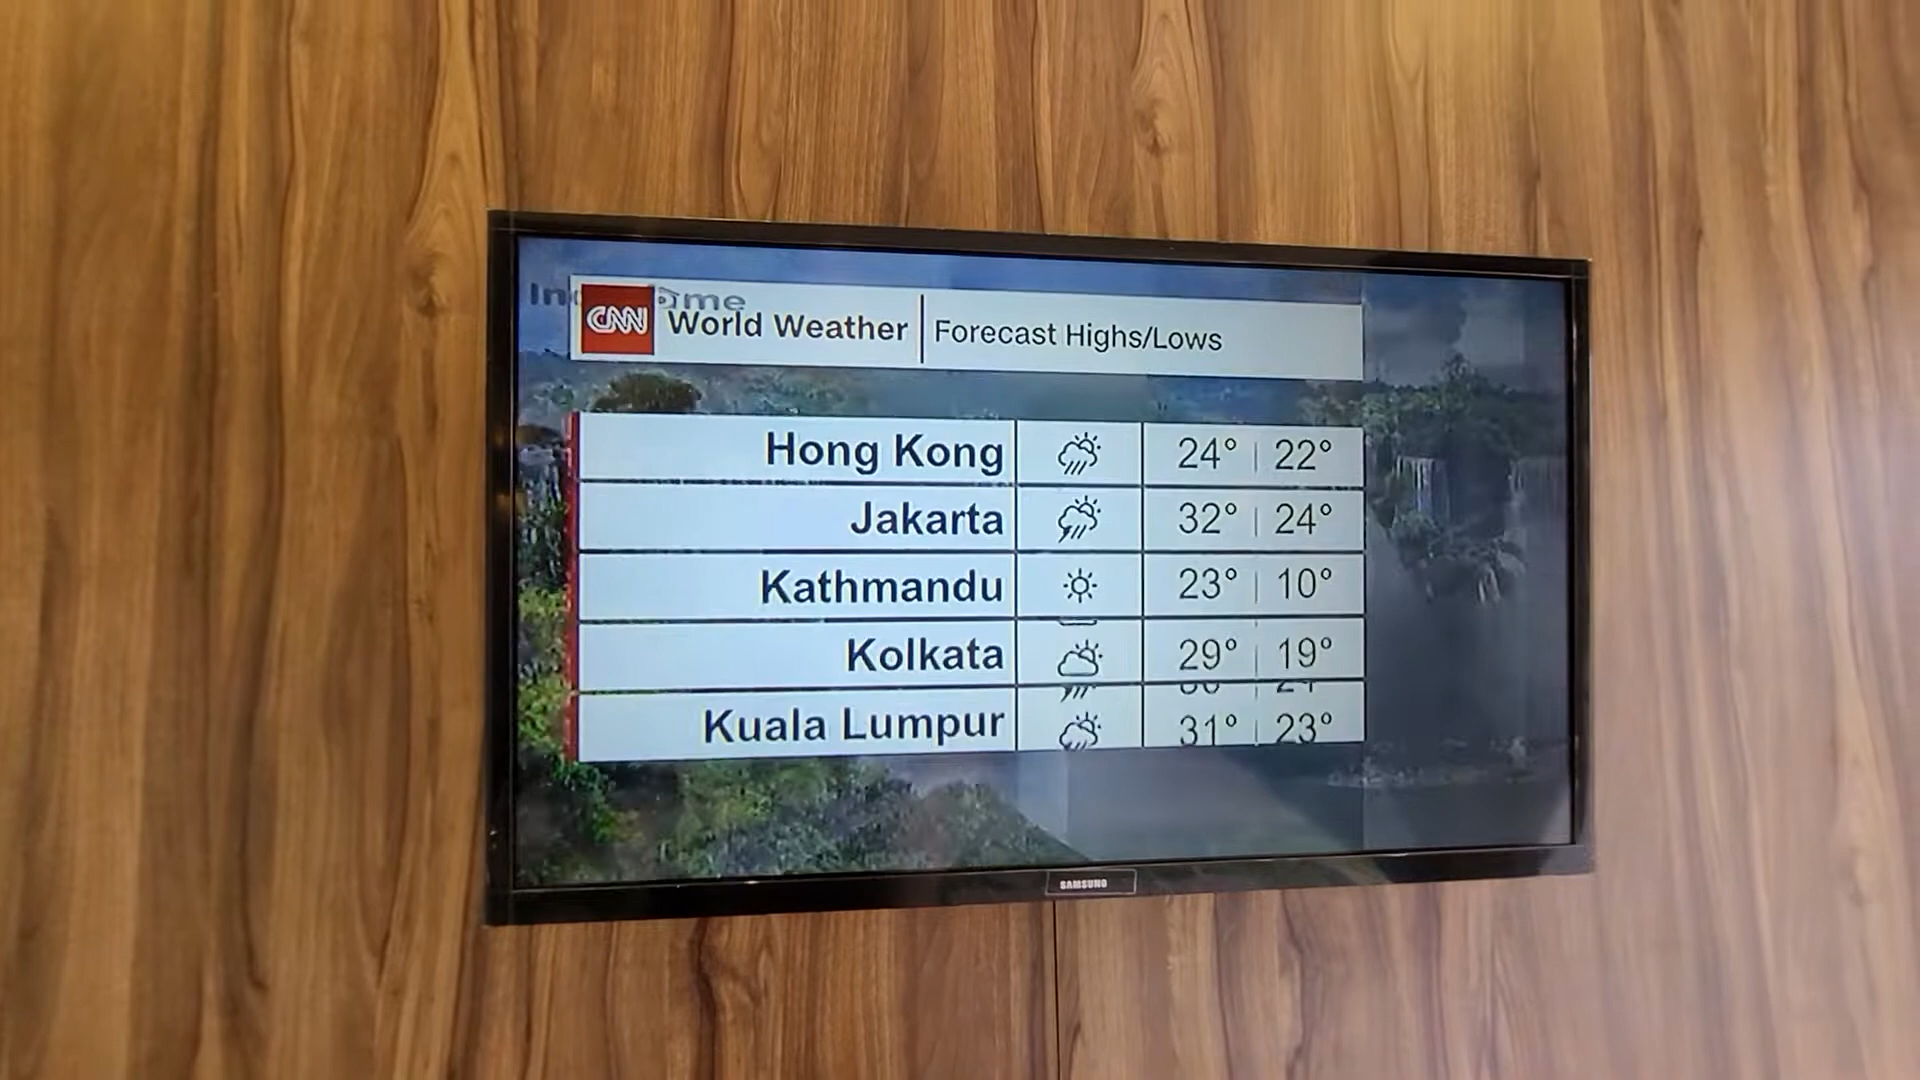 CNN World Weather | Forecast Highs/Lows
Hong Kong 24° | 22°
Jakarta 32° | 24°
Kathmandu 23° | 10°
Kolkata 29° | 19°
Kuala Lumpur 31° | 23°
SAMSUNG